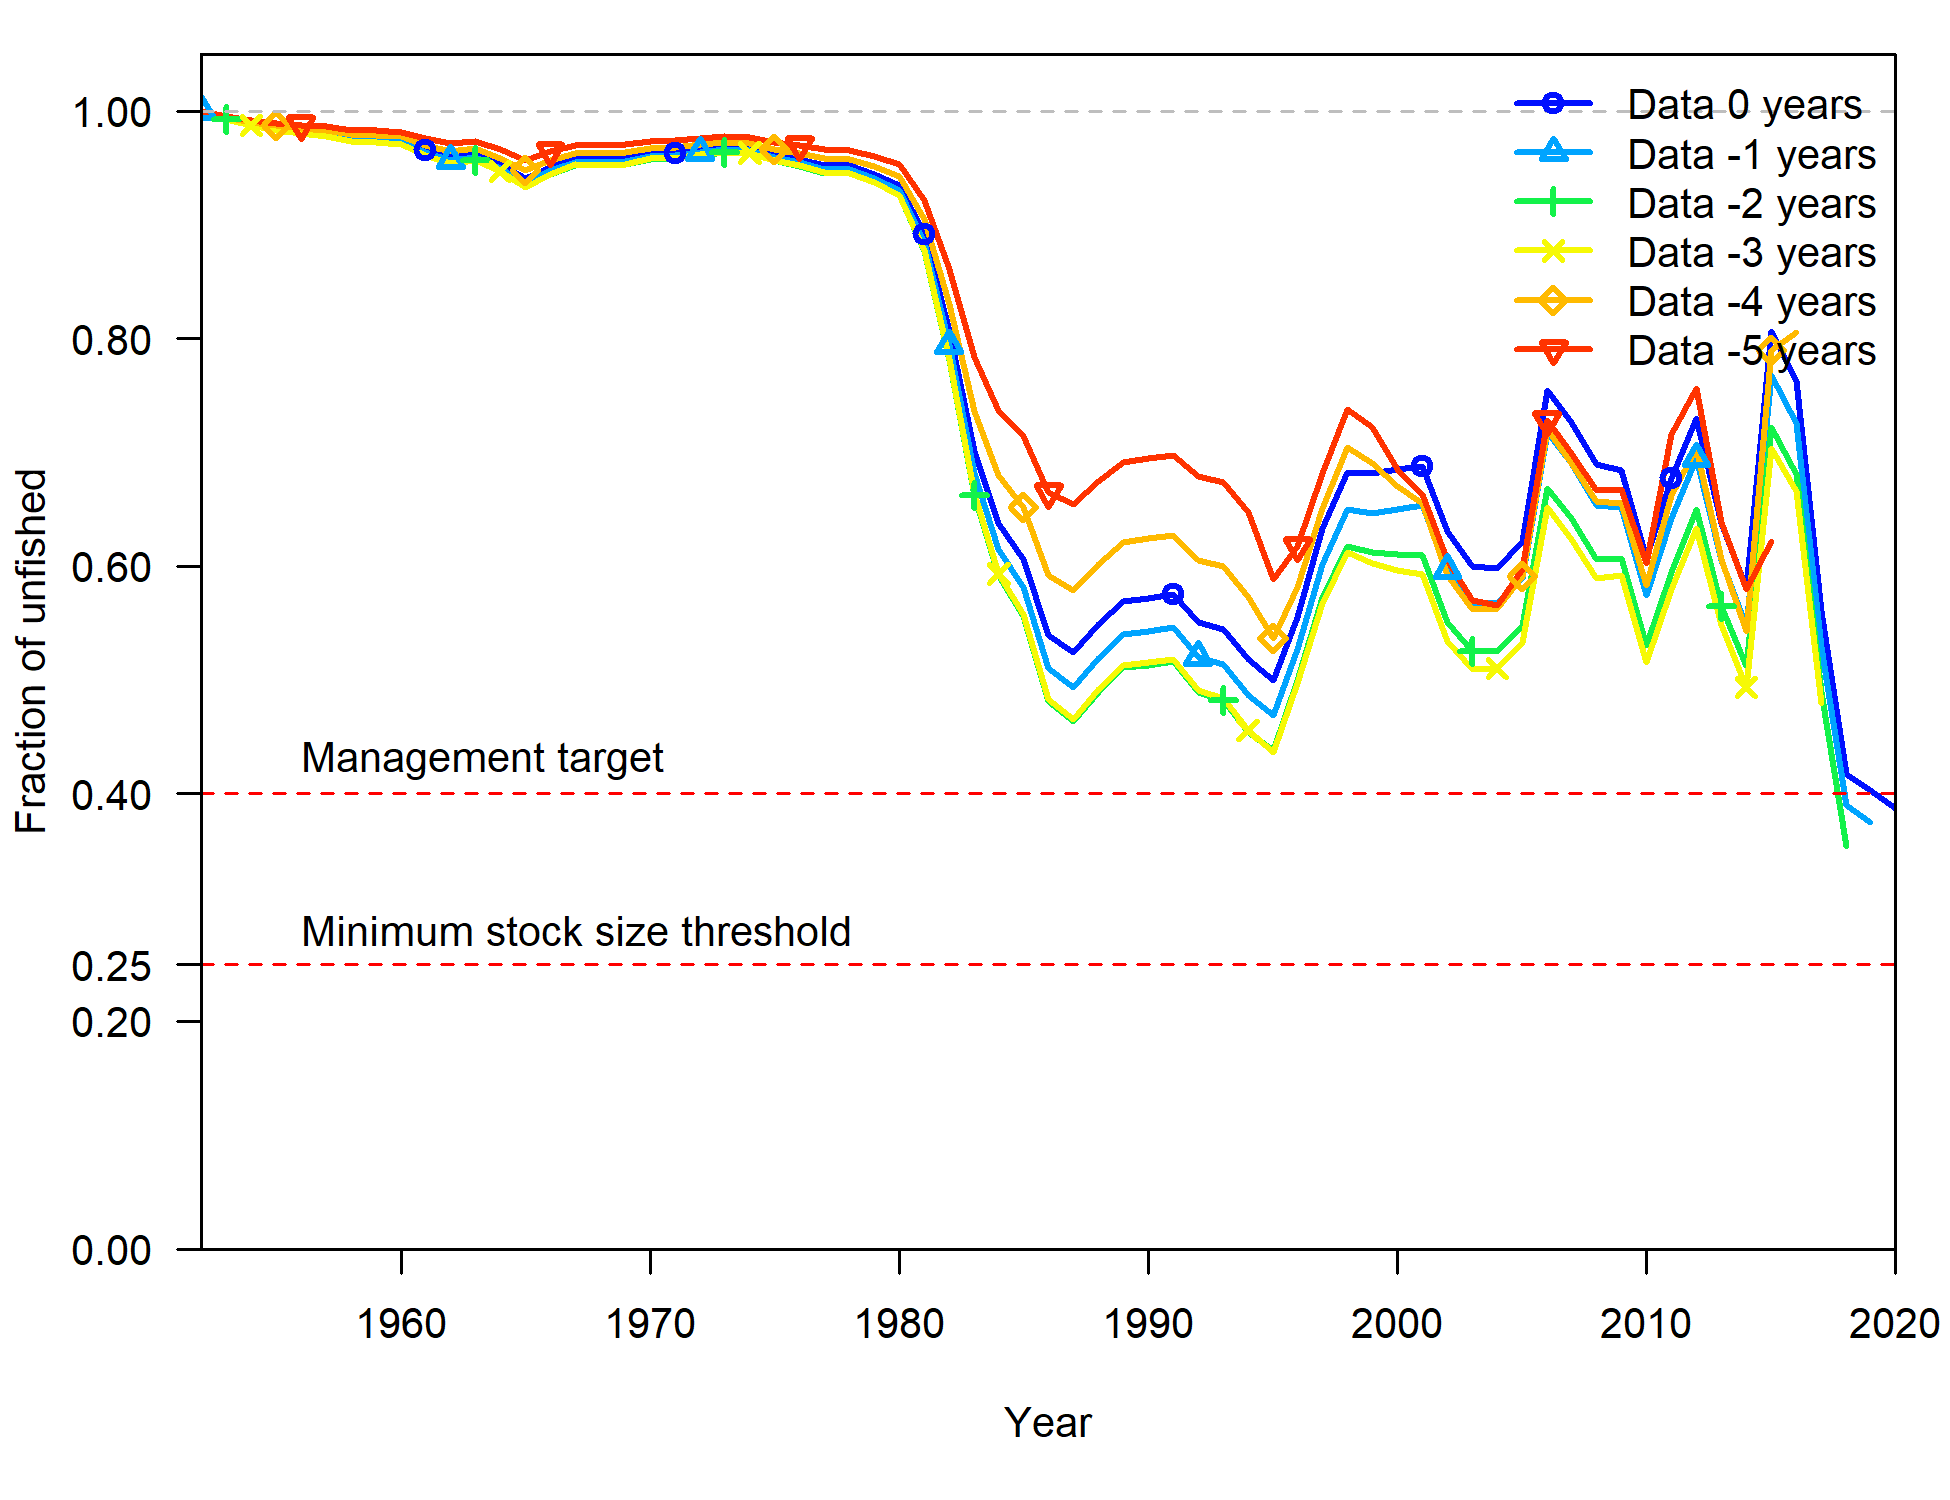 1.00
0.80
0.60
0.40
0.25
0.20
0.00
Fraction of unfished
Data 0 years
Data -1 years
Data -2 years
Data -3 years
Data -4 years
Data -5 years
Management target
Minimum stock size threshold
1960 1970 1980 1990 2000 2010 2020
Year